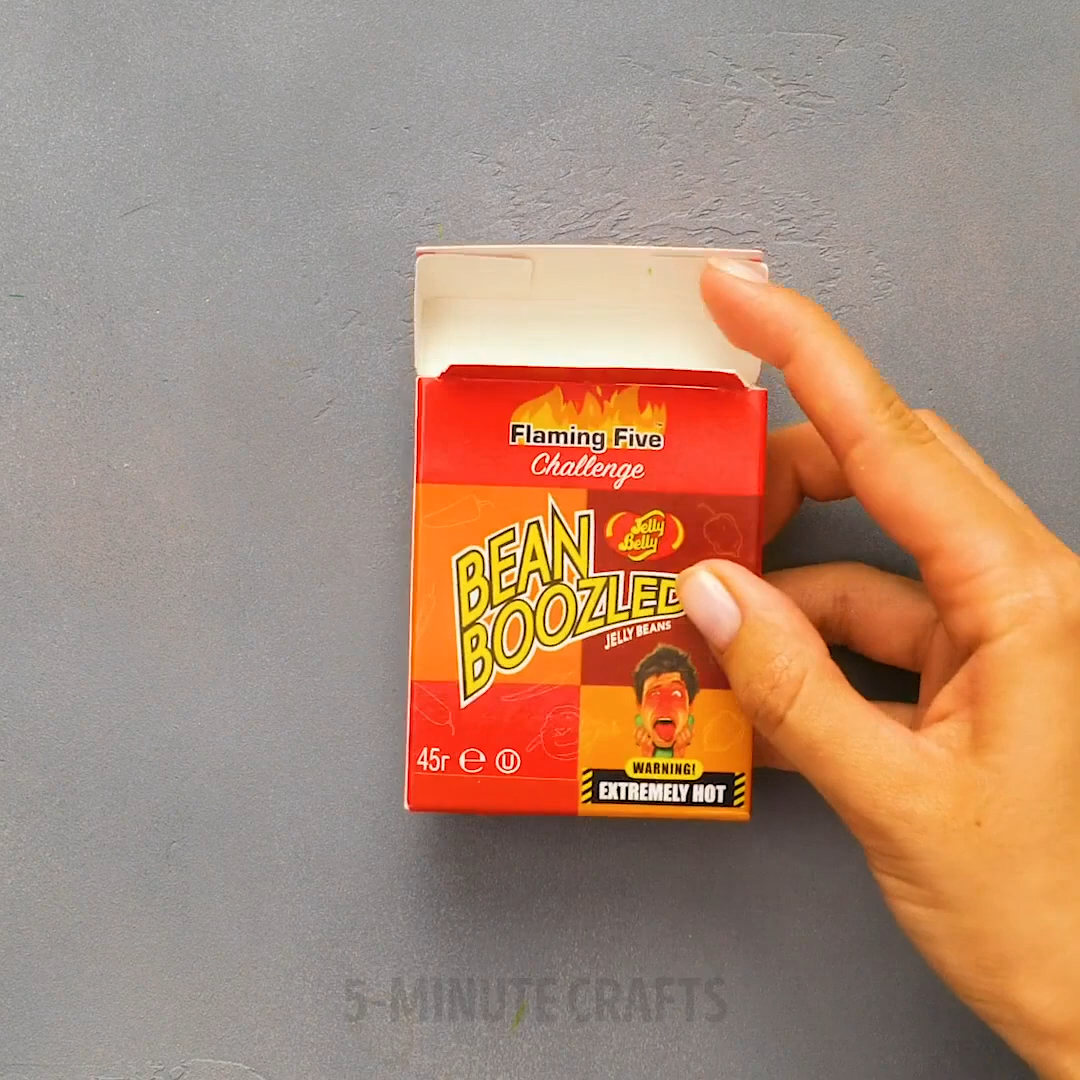 Flaming Five
Challenge
Jelly
Belly
BEAN
BOOZLED
JELLY BEANS
45г e U
WARNING!
EXTREMELY HOT
5-MINUTE CRAFTS